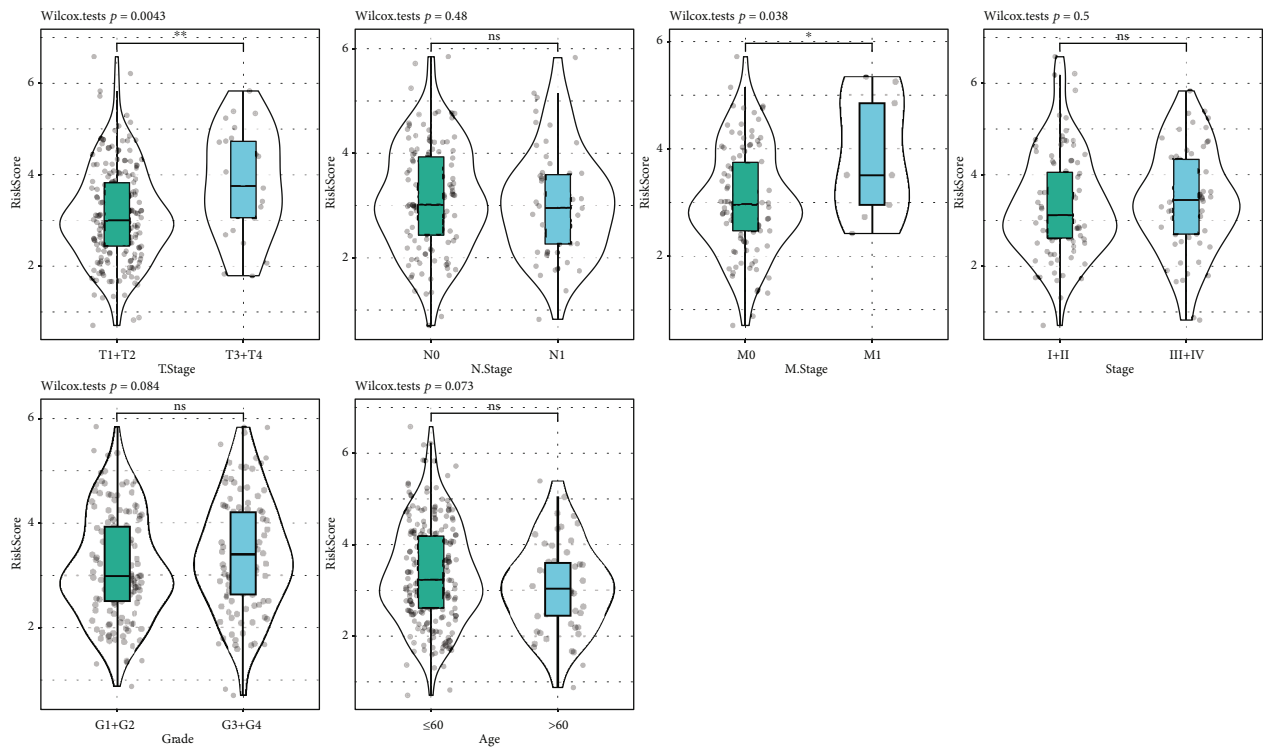 Wilcox.tests p = 0.0043
**
RiskScore
6
4
2
T1+T2
T3+T4
T.Stage
Wilcox.tests p = 0.48
ns
RiskScore
6
4
2
N0
N1
N.Stage
Wilcox.tests p = 0.038
*
RiskScore
6
4
2
M0
M1
M.Stage
Wilcox.tests p = 0.5
ns
RiskScore
6
4
2
I+II
III+IV
Stage
Wilcox.tests p = 0.084
ns
RiskScore
6
4
2
G1+G2
G3+G4
Grade
Wilcox.tests p = 0.073
ns
RiskScore
6
4
2
≤60
>60
Age